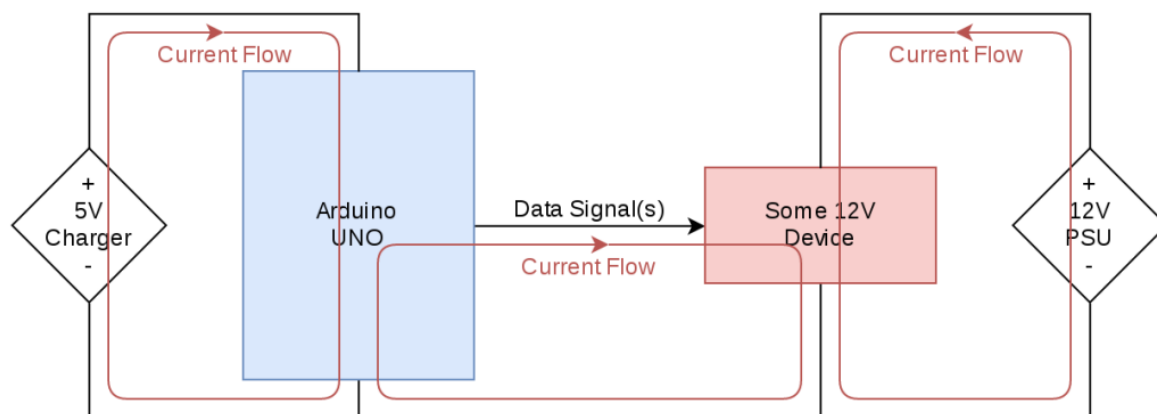 Current Flow
Current Flow
+
5V
Charger
-
Arduino
UNO
Data Signal(s)
Current Flow
Some 12V
Device
+
12V
PSU
-